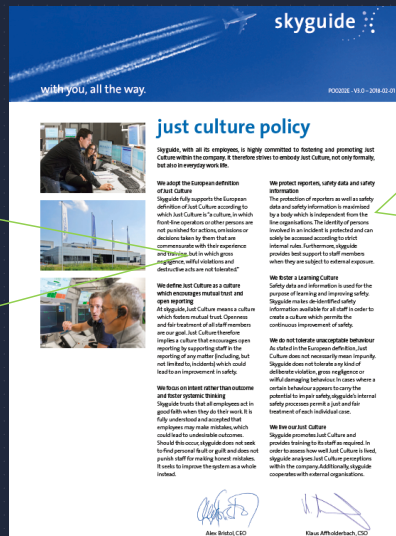 skyguide
with you, all the way.
POO202E - V3.0 - 2018-02-01
just culture policy
Skyguide, with all its employees, is highly committed to fostering and promoting Just
Culture within the company. It therefore strives to embody Just Culture, not only formally,
but also in everyday work life.
We adopt the European definition
of Just Culture
Skyguide fully supports the European
definition of Just Culture according to
which Just Culture is "a culture, in which
front-line operators or other persons are
not punished for actions, omissions or
decisions taken by them that are
commensurate with their experience
and training, but in which gross
negligence, wilful violations and
destructive acts are not tolerated."
We define Just Culture as a culture
which encourages mutual trust and
open reporting
At skyguide, Just Culture means a culture
which fosters mutual trust. Openness
and fair treatment of all staff members
are our goal. Just Culture therefore
implies a culture that encourages open
reporting by supporting staff in the
reporting of any matter (including, but
not limited to, incidents) which could
lead to an improvement in safety.
We focus on intent rather than outcome
and foster systemic thinking
Skyguide trusts that all employees act in
good faith when they do their work. It is
fully understood and accepted that
employees may make mistakes, which
could lead to undesirable outcomes.
Should this occur, skyguide does not seek
to find personal fault or guilt and does not
punish staff for making honest mistakes.
It seeks to improve the system as a whole
instead.
We protect reporters, safety data and safety
information
The protection of reporters as well as safety
data and safety information is maximized
by a body which is independent from the
line organisations. The identity of persons
involved in an incident is protected and can
solely be accessed according to strict
internal rules. Furthermore, skyguide
provides best support to staff members
when they are subject to external exposure.
We foster a Learning Culture
Safety data and information is used for the
purpose of learning and improving safety.
Skyguide makes de-identified safety
information available for all staff in order to
create a culture which permits the
continuous improvement of safety.
We do not tolerate unacceptable behaviour
As stated in the European definition, Just
Culture does not necessarily mean impunity.
Skyguide does not tolerate any kind of
deliberate violation, gross negligence or
wilful damaging behaviour. In cases where a
certain behaviour appears to carry the
potential to impair safety, skyguide's internal
safety processes permit a just and fair
treatment of each individual case.
We live our Just Culture
Skyguide promotes Just Culture and
provides training to its staff as required. In
order to assess how well Just Culture is lived,
skyguide analyses Just Culture perceptions
within the company. Additionally, skyguide
cooperates with external organisations.
Alex Bristol, CEO
Klaus Affholderbach, CSO